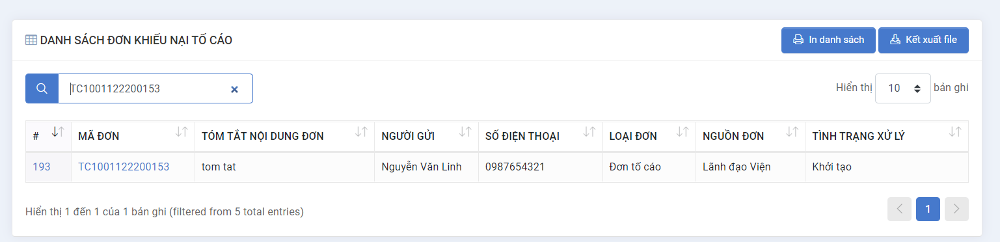 DANH SÁCH ĐƠN KHIẾU NẠI TỐ CÁO
In danh sách
Kết xuất file
TC1001122200153
Hiển thị 10 bản ghi
# MÃ ĐƠN TÓM TẮT NỘI DUNG ĐƠN NGƯỜI GỬI SỐ ĐIỆN THOẠI LOẠI ĐƠN NGUỒN ĐƠN TÌNH TRẠNG XỬ LÝ
193 TC1001122200153 tom tat Nguyễn Văn Linh 0987654321 Đơn tố cáo Lãnh đạo Viện Khởi tạo
Hiển thị 1 đến 1 của 1 bản ghi (filtered from 5 total entries)
1